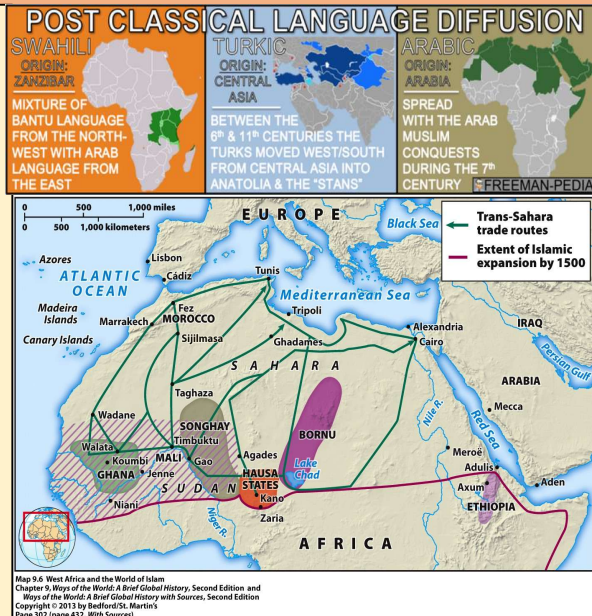 POST CLASSICAL LANGUAGE DIFFUSION
SWAHILI
ORIGIN:
ZANZIBAR
MIXTURE OF
BANTU LANGUAGE
FROM THE NORTH-
WEST WITH ARAB
LANGUAGE FROM
THE EAST
TURKIC
ORIGIN:
CENTRAL
ASIA
BETWEEN THE
6th & 11th CENTURIES THE
TURKS MOVED WEST/SOUTH
FROM CENTRAL ASIA INTO
ANATOLIA & THE "STANS"
ARABIC
ORIGIN:
ARABIA
SPREAD
WITH THE ARAB
MUSLIM
CONQUESTS
DURING THE 7th
CENTURY
FREEMAN-PEDIA
0 500 1,000 miles
0 500 1,000 kilometers
EUROPE
Black Sea
Trans-Sahara
trade routes
Extent of Islamic
expansion by 1500
Azores
Lisbon
ATLANTIC
OCEAN
Cádiz
Tunis
Mediterranean Sea
Madeira
Islands
Fez
MOROCCO
Marrakech
Tripoli
Canary Islands
Sijilmasa
Ghadames
Alexandria
Cairo
IRAQ
Persian Gulf
SAHARA
ARABIA
Taghaza
Mecca
Nile R.
Red Sea
Wadane
SONGHAY
BORNU
Walata
Timbuktu
Koumbi
MALI
Gao
Agades
Meroë
GHANA
Jenne
Lake
Chad
Adulis
SUDAN
HAUSA
STATES
Axum
Aden
Niani
Kano
ETHIOPIA
Niger R.
Zaria
AFRICA
Map 9.6 West Africa and the World of Islam
Chapter 9, Ways of the World: A Brief Global History, Second Edition and
Ways of the World: A Brief Global History with Sources, Second Edition
Copyright © 2013 by Bedford/St. Martin's
Page 302 (page 432, With Sources)